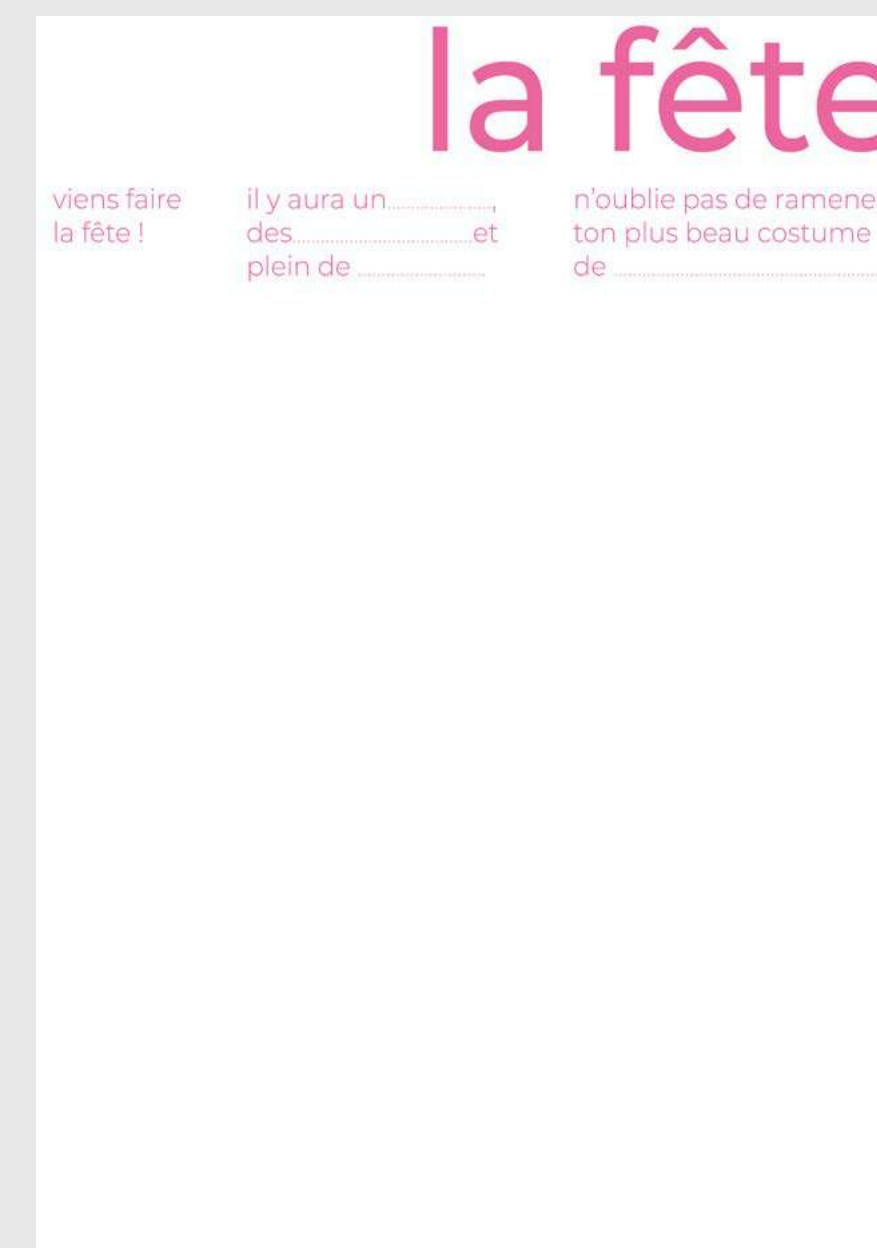 la fête
viens faire
la fête !
il y aura un....................,
des..................................et
plein de ........................
n'oublie pas de ramene
ton plus beau costume
de ..................................................